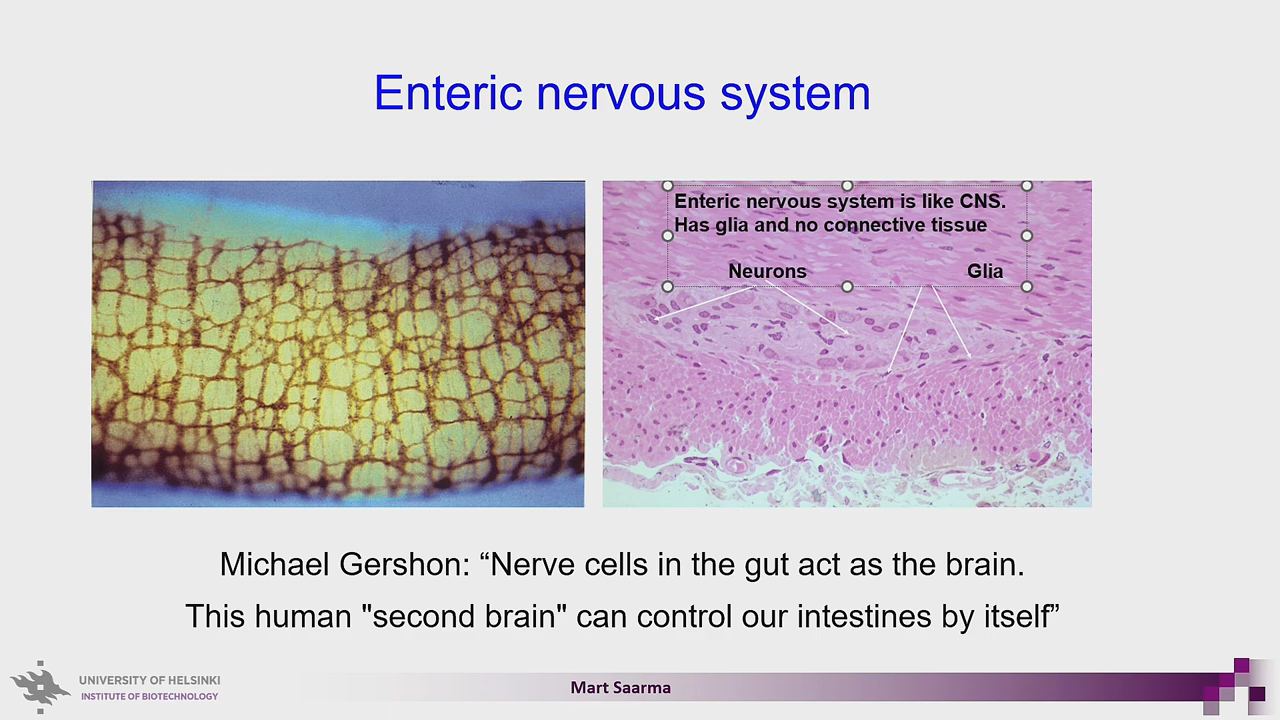 Enteric nervous system
Enteric nervous system is like CNS.
Has glia and no connective tissue
Neurons Glia
Michael Gershon: “Nerve cells in the gut act as the brain.
This human "second brain" can control our intestines by itself”
UNIVERSITY OF HELSINKI
INSTITUTE OF BIOTECHNOLOGY
Mart Saarma